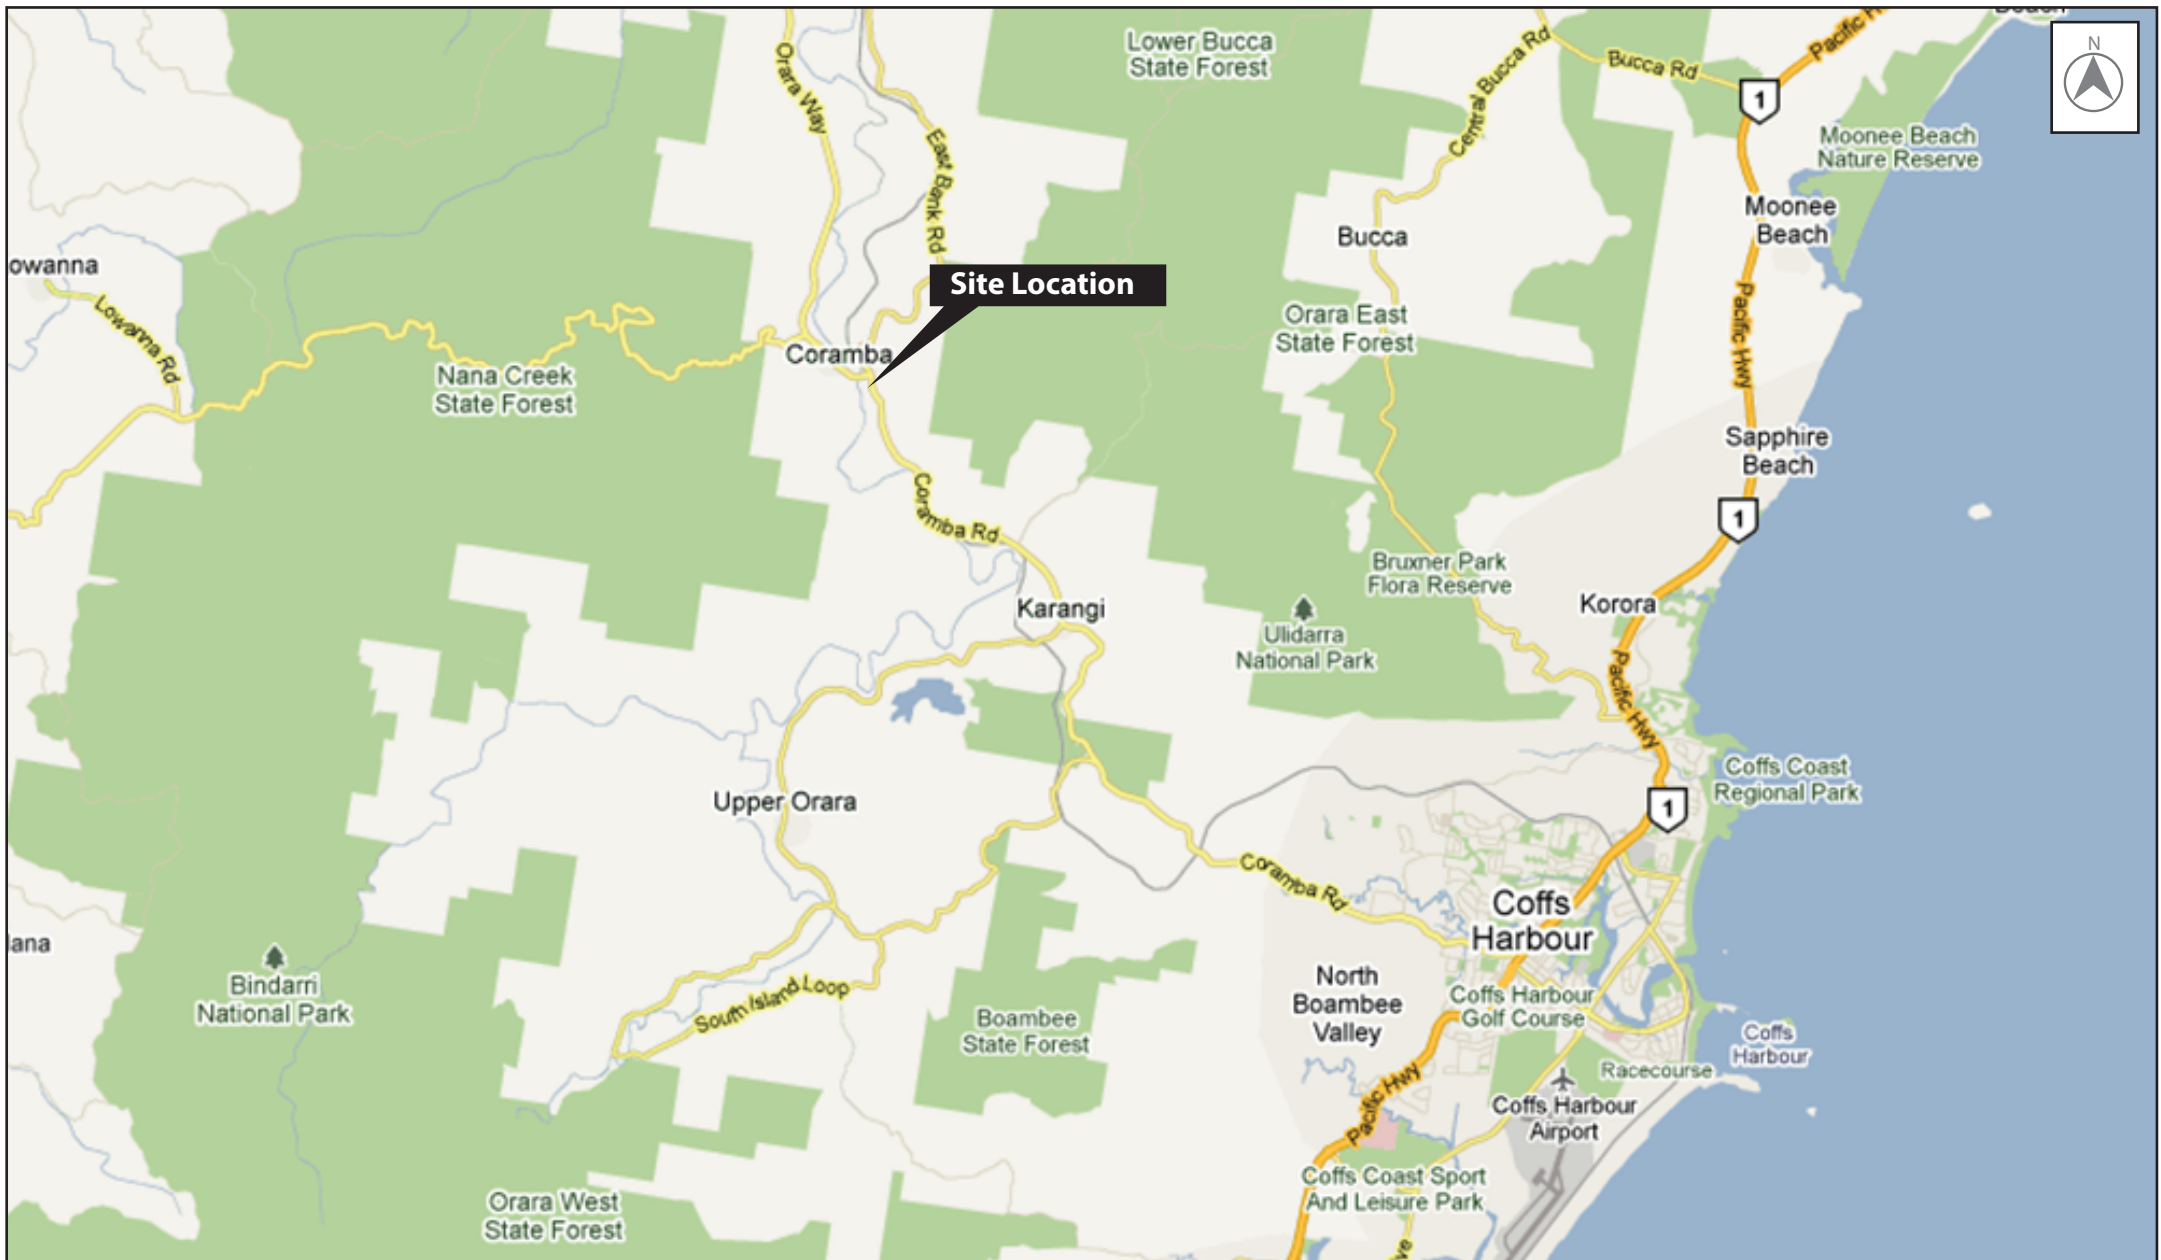 Beach
N
Lower Bucca
State Forest
Central Bucca Rd
Bucca Rd
Pacific H
1
Orara Way
East Bank Rd
Moonee Beach
Nature Reserve
Moonee
Beach
Bucca
owanna
Lowanna Rd
Site Location
Pacific Hwy
Orara East
State Forest
Coramba
Nana Creek
State Forest
Sapphire
Beach
1
Coramba Rd
Bruxner Park
Flora Reserve
Korora
Karangi
Ulidarra
National Park
Pacific Hwy
Coffs Coast
Regional Park
1
Upper Orara
Coramba Rd
Coffs
Harbour
lana
Bindarri
National Park
South Island Loop
North
Boambee
Valley
Coffs Harbour
Golf Course
Boambee
State Forest
Coffs
Harbour
Racecourse
Pacific Hwy
Coffs Harbour
Airport
Coffs Coast Sport
And Leisure Park
Orara West
State Forest
ve